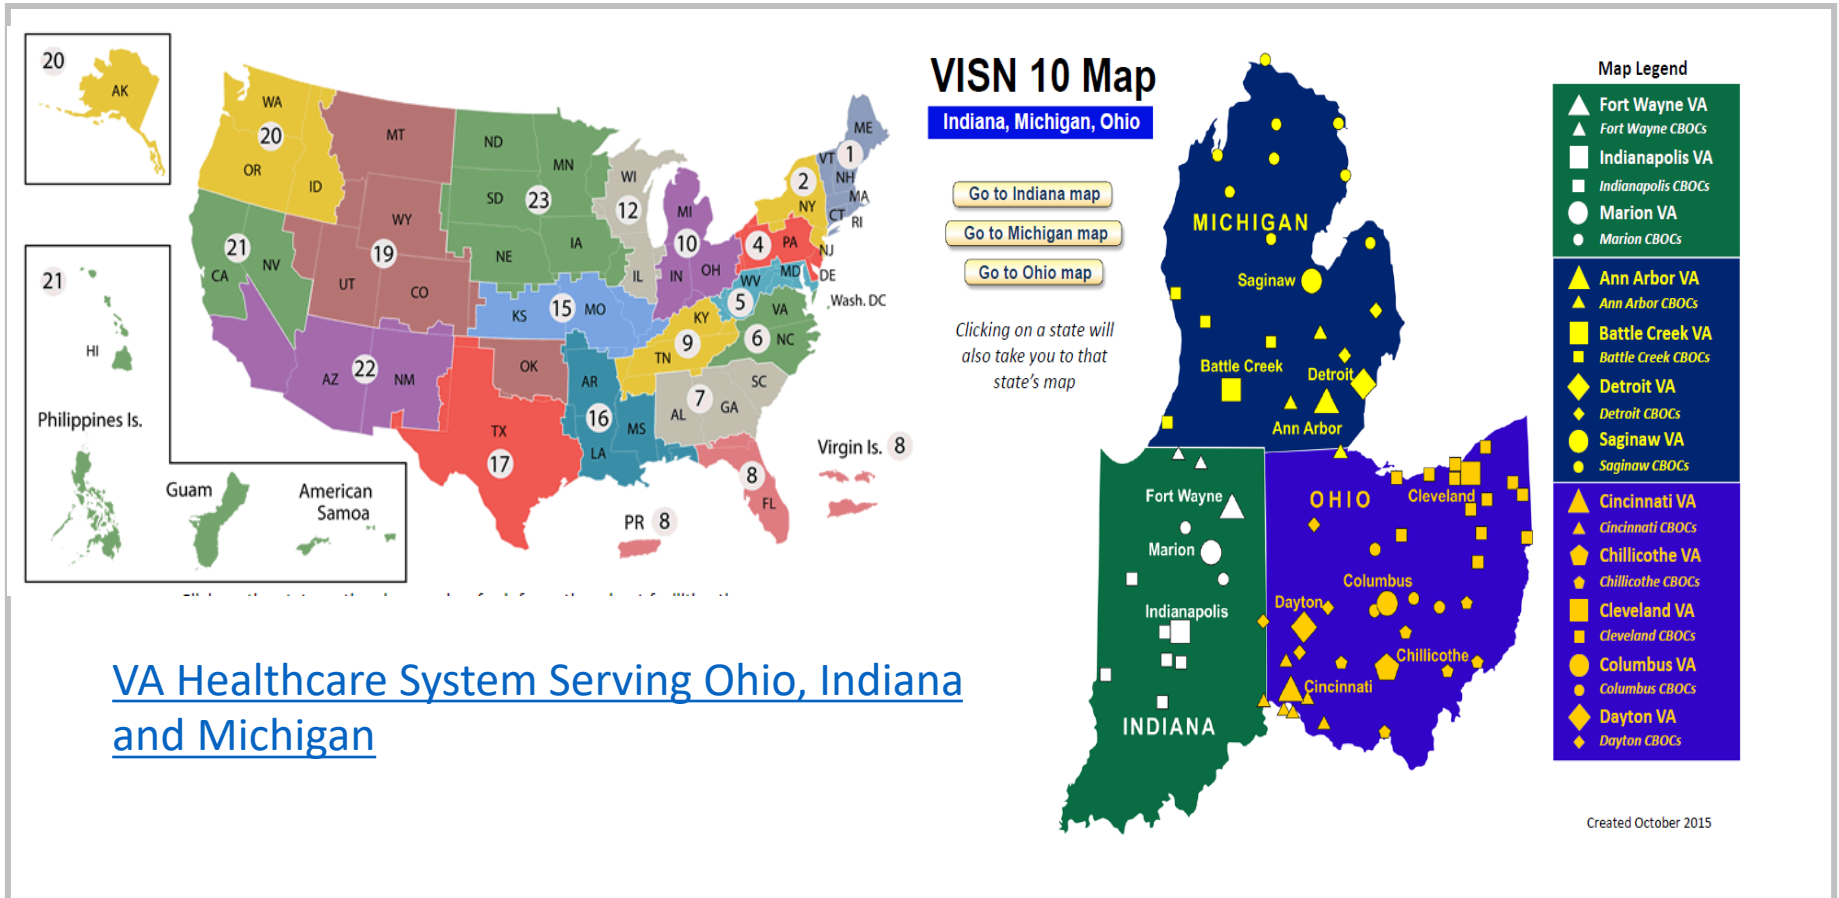 20
AK
WA
20
OR
ID
MT
WY
19
UT
CO
ND
MN
SD
23
NE
IA
WI
12
IL
MI
10
IN
OH
ME
VT
1
NH
MA
CT
RI
2
NY
4
PA
NJ
DE
MD
WV
5
Wash. DC
VA
6
NC
KY
9
TN
KS
15
MO
21
CA
NV
22
AZ
NM
OK
AR
16
LA
MS
7
AL
GA
SC
TX
17
8
FL
Virgin Is. 8
PR 8
21
HI
Philippines Is.
Guam
American
Samoa
VA Healthcare System Serving Ohio, Indiana
and Michigan
VISN 10 Map
Indiana, Michigan, Ohio
Go to Indiana map
Go to Michigan map
Go to Ohio map
Clicking on a state will
also take you to that
state's map
MICHIGAN
Saginaw
Battle Creek
Detroit
Ann Arbor
Fort Wayne
Marion
Indianapolis
INDIANA
OHIO
Cleveland
Columbus
Dayton
Chillicothe
Cincinnati
Map Legend
Fort Wayne VA
Fort Wayne CBOCs
Indianapolis VA
Indianapolis CBOCs
Marion VA
Marion CBOCs
Ann Arbor VA
Ann Arbor CBOCs
Battle Creek VA
Battle Creek CBOCs
Detroit VA
Detroit CBOCs
Saginaw VA
Saginaw CBOCs
Cincinnati VA
Cincinnati CBOCs
Chillicothe VA
Chillicothe CBOCs
Cleveland VA
Cleveland CBOCs
Columbus VA
Columbus CBOCs
Dayton VA
Dayton CBOCs
Created October 2015